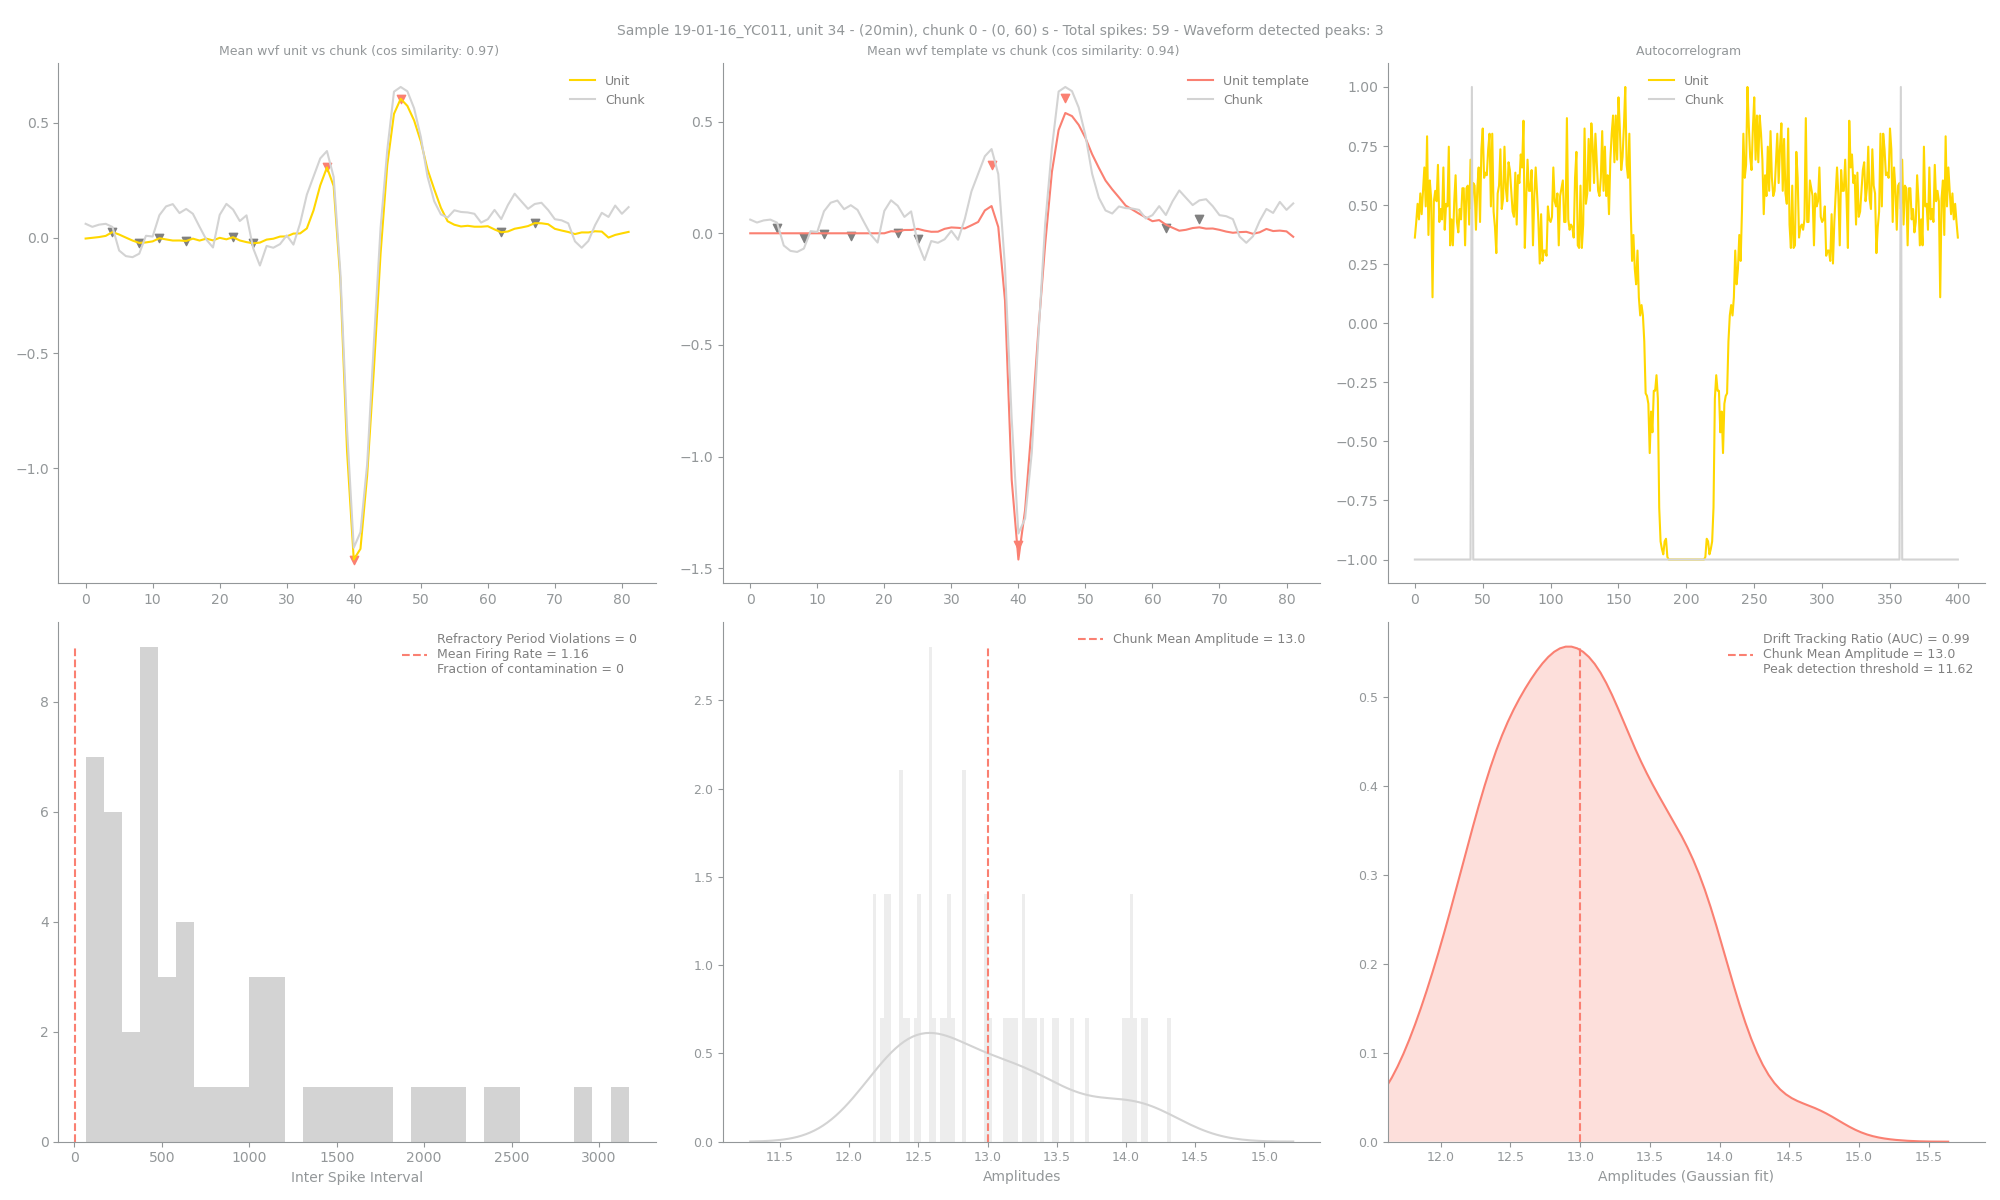 Sample 19-01-16_YC011, unit 34 - (20min), chunk 0 - (0, 60) s - Total spikes: 59 - Waveform detected peaks: 3
Mean wvf unit vs chunk (cos similarity: 0.97)
Unit
Chunk
0.5
0.0
−0.5
−1.0
0 10 20 30 40 50 60 70 80
Mean wvf template vs chunk (cos similarity: 0.94)
Unit template
Chunk
0.5
0.0
−0.5
−1.0
−1.5
0 10 20 30 40 50 60 70 80
Autocorrelogram
Unit
Chunk
1.00
0.75
0.50
0.25
0.00
−0.25
−0.50
−0.75
−1.00
0 50 100 150 200 250 300 350 400
Refractory Period Violations = 0
Mean Firing Rate = 1.16
Fraction of contamination = 0
8
6
4
2
0
0 500 1000 1500 2000 2500 3000
Inter Spike Interval
Chunk Mean Amplitude = 13.0
2.5
2.0
1.5
1.0
0.5
0.0
11.5 12.0 12.5 13.0 13.5 14.0 14.5 15.0
Amplitudes
Drift Tracking Ratio (AUC) = 0.99
Chunk Mean Amplitude = 13.0
Peak detection threshold = 11.62
0.5
0.4
0.3
0.2
0.1
0.0
12.0 12.5 13.0 13.5 14.0 14.5 15.0 15.5
Amplitudes (Gaussian fit)